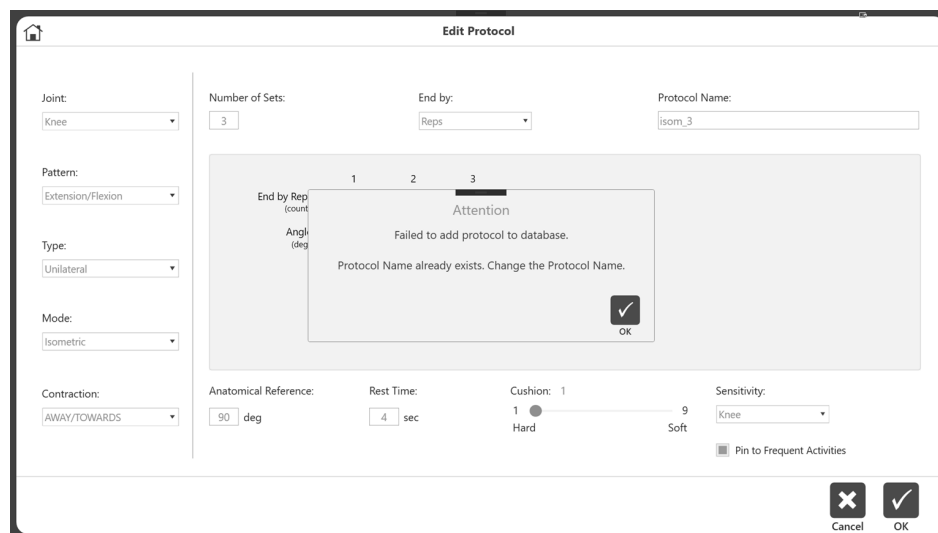 Edit Protocol
Joint:
Knee
Pattern:
Extension/Flexion
Type:
Unilateral
Mode:
Isometric
Contraction:
AWAY/TOWARDS
Number of Sets:
3
End by:
Reps
Protocol Name:
isom_3
1 2 3
End by Rep
(count
Angl
(deg
Attention
Failed to add protocol to database.
Protocol Name already exists. Change the Protocol Name.
OK
Anatomical Reference:
90 deg
Rest Time:
4 sec
Cushion: 1
1 9
Hard Soft
Sensitivity:
Knee
Pin to Frequent Activities
Cancel OK